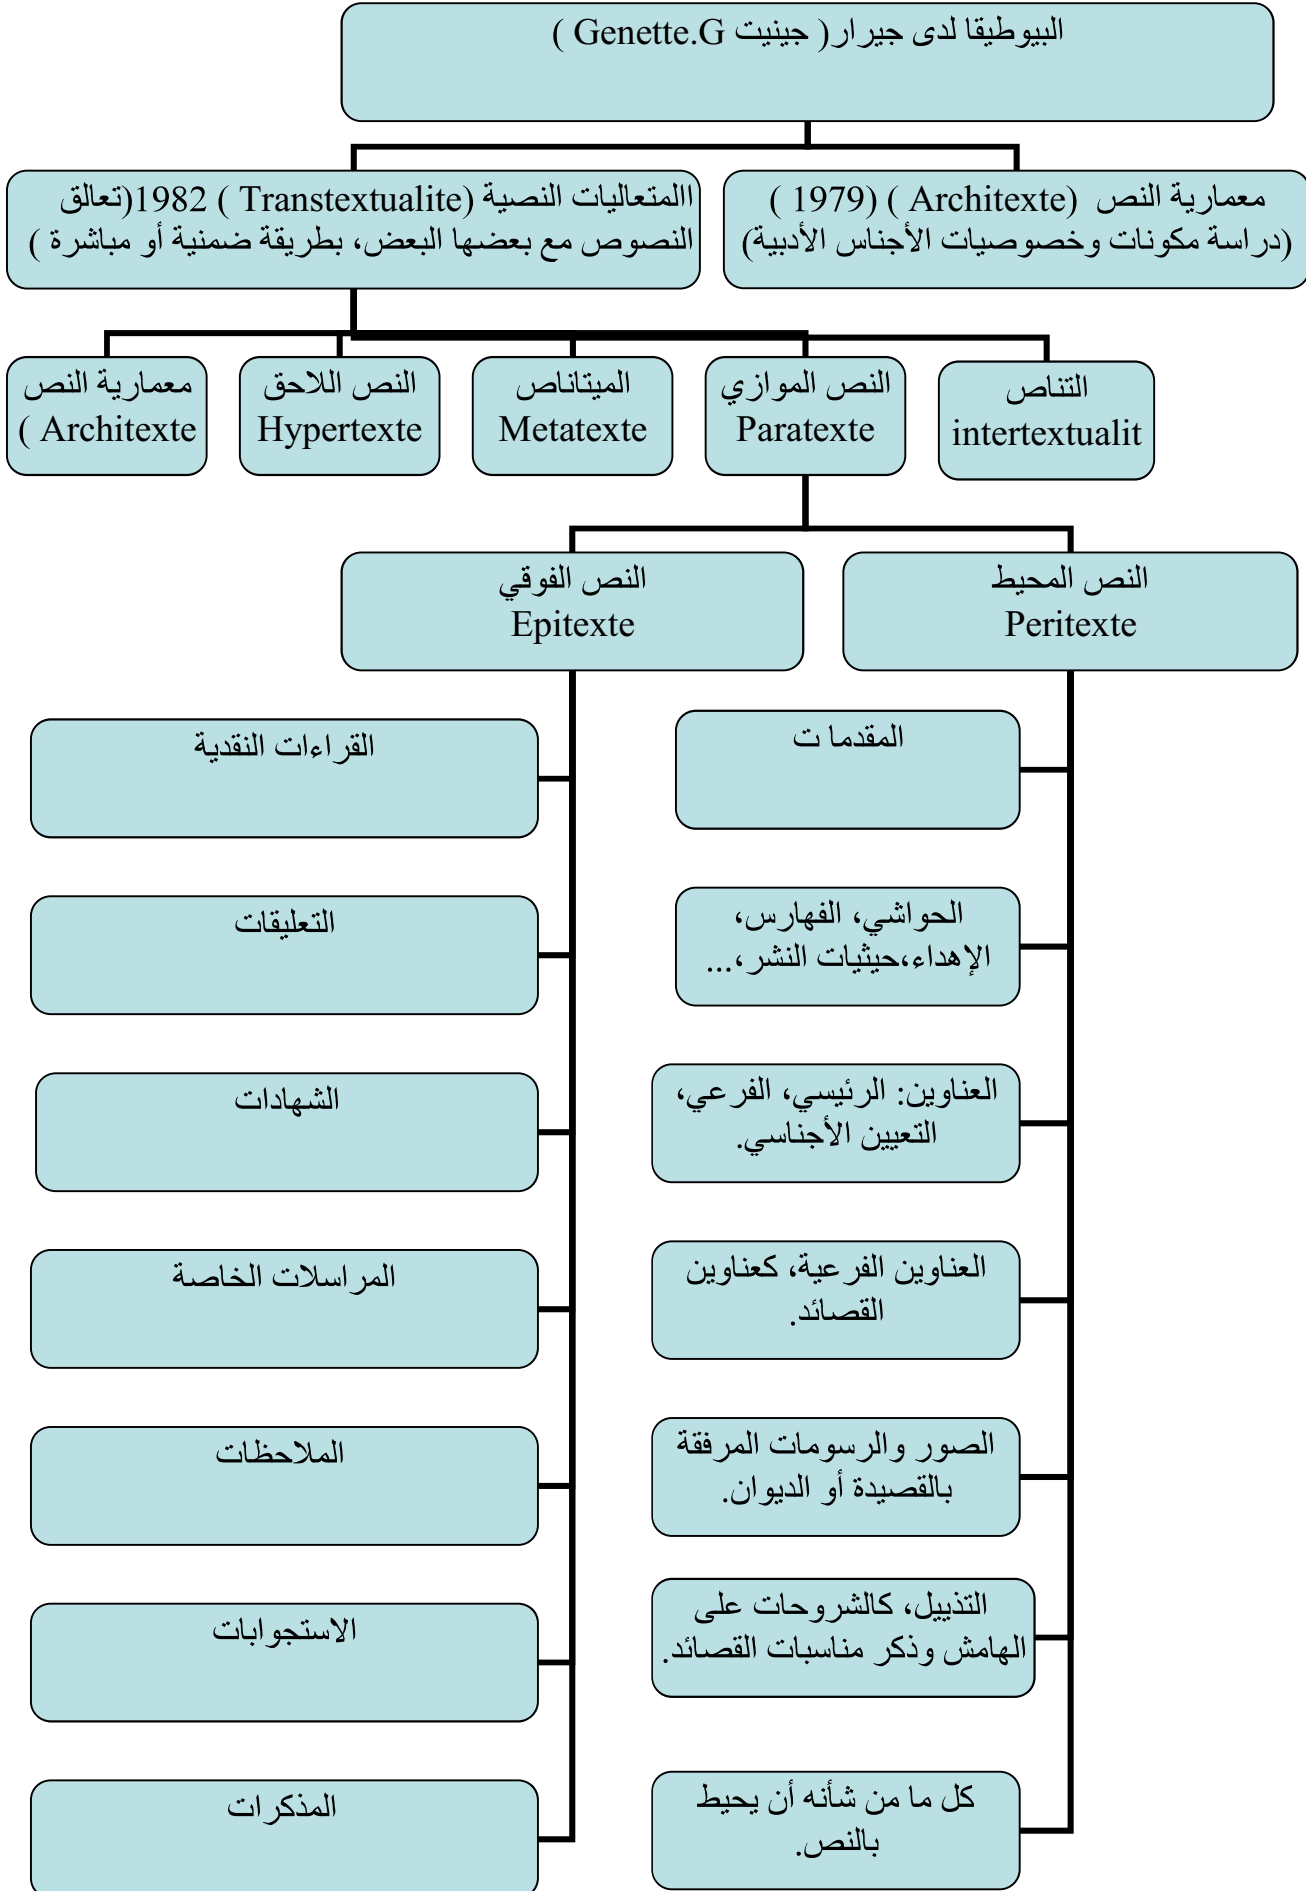 البيوطيقا لدى جيرار( جينيت Genette.G )
معمارية النص (Architexte ) (1979 )
(دراسة مكونات وخصوصيات الأجناس الأدبية)
االمتعاليات النصية (Transtextualite ) 1982(تعالق
النصوص مع بعضها البعض، بطريقة ضمنية أو مباشرة )
التناص
intertextualit
النص الموازي
Paratexte
الميتاناص
Metatexte
النص اللاحق
Hypertexte
معمارية النص
( Architexte
النص المحيط
Peritexte
النص الفوقي
Epitexte
المقدما ت
الحواشي، الفهارس،
الإهداء،حيثيات النشر،...
العناوين: الرئيسي، الفرعي،
التعيين الأجناسي.
العناوين الفرعية، كعناوين
القصائد.
الصور والرسومات المرفقة
بالقصيدة أو الديوان.
التذييل، كالشروحات على
الهامش وذكر مناسبات القصائد.
كل ما من شأنه أن يحيط
بالنص.
القراءات النقدية
التعليقات
الشهادات
المراسلات الخاصة
الملاحظات
الاستجوابات
المذكرات